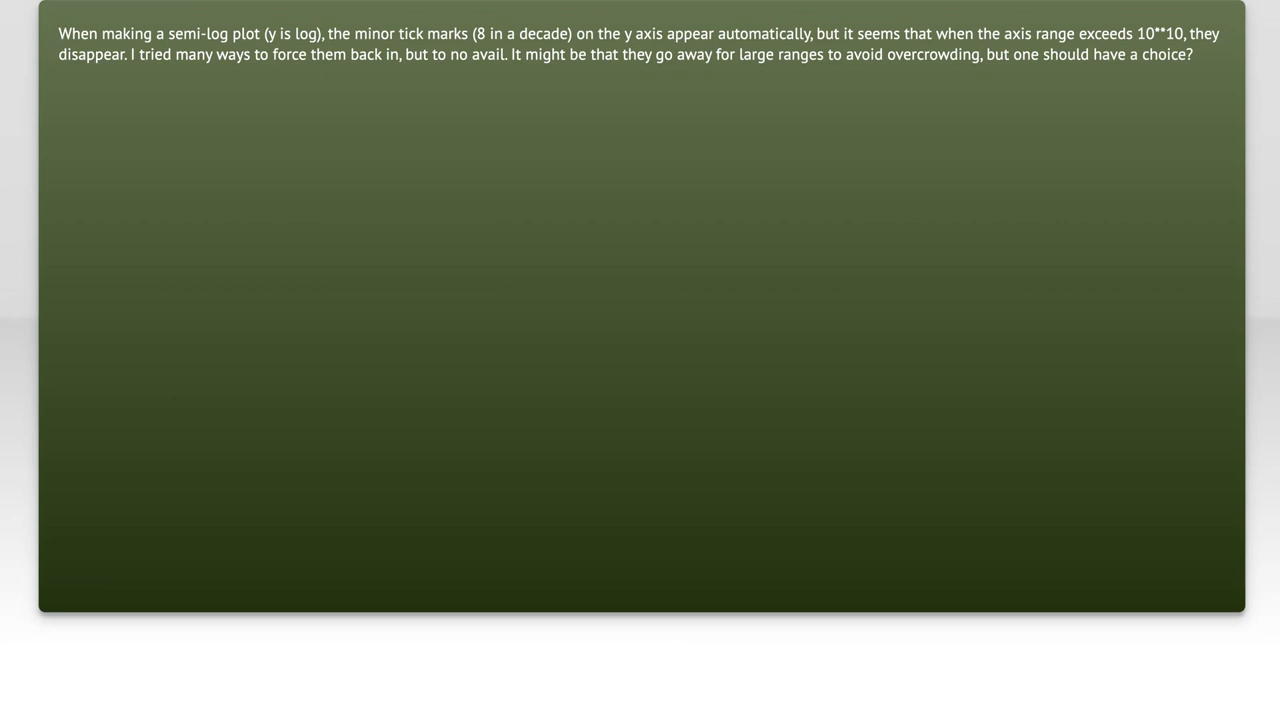 When making a semi-log plot (y is log), the minor tick marks (8 in a decade) on the y axis appear automatically, but it seems that when the axis range exceeds 10**10, they
disappear. I tried many ways to force them back in, but to no avail. It might be that they go away for large ranges to avoid overcrowding, but one should have a choice?